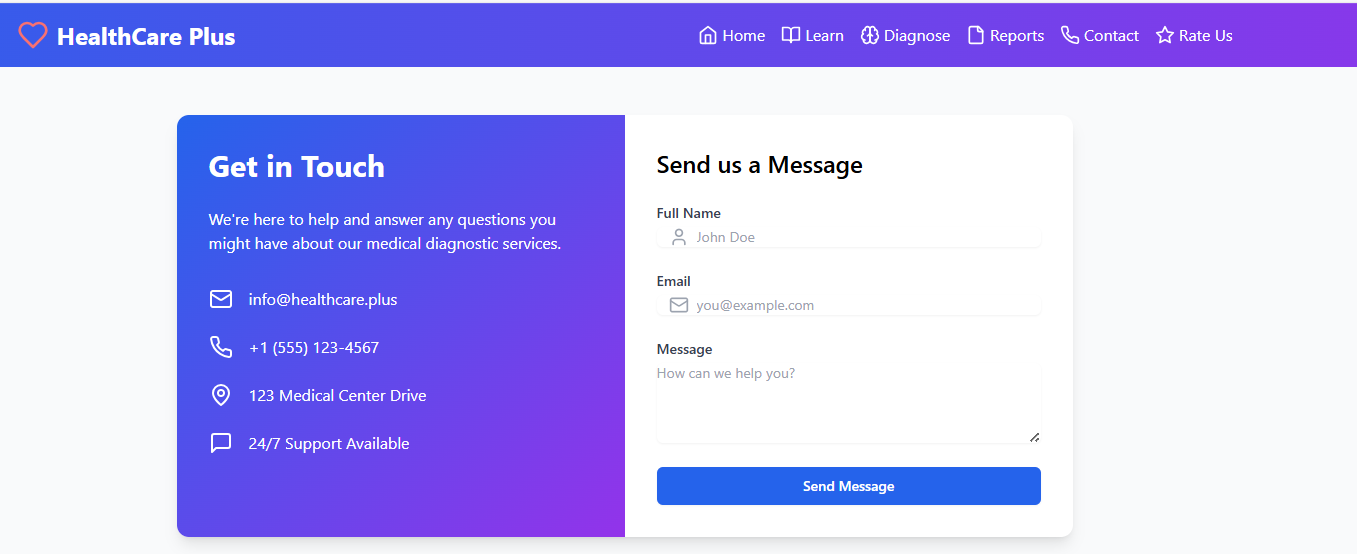 HealthCare Plus
Home Learn Diagnose Reports Contact Rate Us
Get in Touch
We're here to help and answer any questions you
might have about our medical diagnostic services.
info@healthcare.plus
+1 (555) 123-4567
123 Medical Center Drive
24/7 Support Available
Send us a Message
Full Name
John Doe
Email
you@example.com
Message
How can we help you?
Send Message